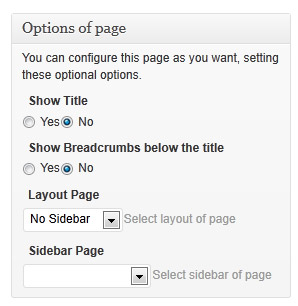 Options of page
You can configure this page as you want, setting
these optional options.
Show Title
Yes No
Show Breadcrumbs below the title
Yes No
Layout Page
No Sidebar Select layout of page
Sidebar Page
Select sidebar of page